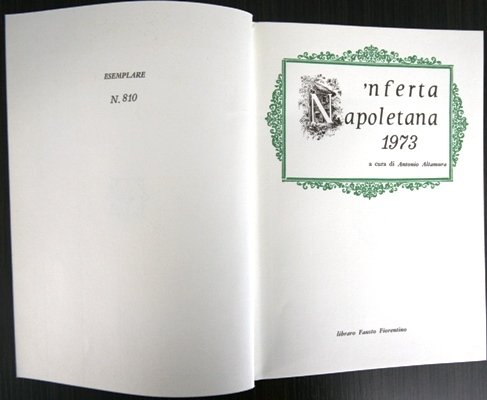 ESEMPLARE
N. 810
'nferta
Napoletana
1973
a cura di Antonio Altamura
libraro Fausto Fiorentino